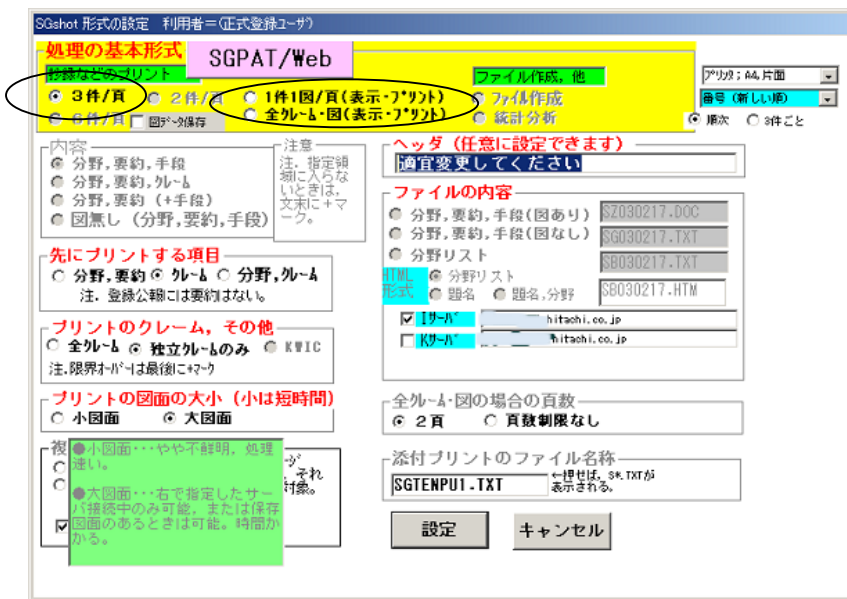 SGshot 形式の設定　利用者=(正式登録ユーザ)
処理の基本形式
SGPAT/Web
抄録などのプリント
ファイル作成，他
プリンタ；A4,片面
3件/頁
2件/頁
1件1図/頁(表示・プリント)
ファイル作成
番号（新しい順）
6件/頁
図データ保存
全クレーム・図(表示・プリント)
統計分析
順次
3件ごと
内容
分野,要約,手段
分野,要約,クレーム
分野,要約（+手段）
図無し（分野,要約,手段）
注意
注．指定領
域に入らな
いときは，
文末に＋マ
ーク。
ヘッダ（任意に設定できます）
適宜変更してください
ファイルの内容
分野,要約,手段(図あり)
SZ030217.DOC
分野,要約,手段(図なし)
SG030217.TXT
分野リスト
SB030217.TXT
HTML
形式
分野リスト
題名
題名,分野
SB030217.HTM
Iサーバ
hitachi.co.jp
Kサーバ
hitachi.co.jp
先にプリントする項目
分野,要約
クレーム
分野,クレーム
注．登録公報には要約はない。
プリントのクレーム，その他
全クレーム
独立クレームのみ
KWIC
注.限界オーバーは最後に+マーク
プリントの図面の大小（小は短時間）
小図面
大図面
全クレーム・図の場合の頁数
2頁
頁数制限なし
複
ージ
，それ
対象。
●小図面・・・やや不鮮明，処理
速い。
●大図面・・・右で指定したサー
バ接続中のみ可能，または保存
図面のあるときは可能。時間か
かる。
添付プリントのファイル名称
SGTENPU1.TXT
←押せば，S*.TXTが
表示される。
設定
キャンセル